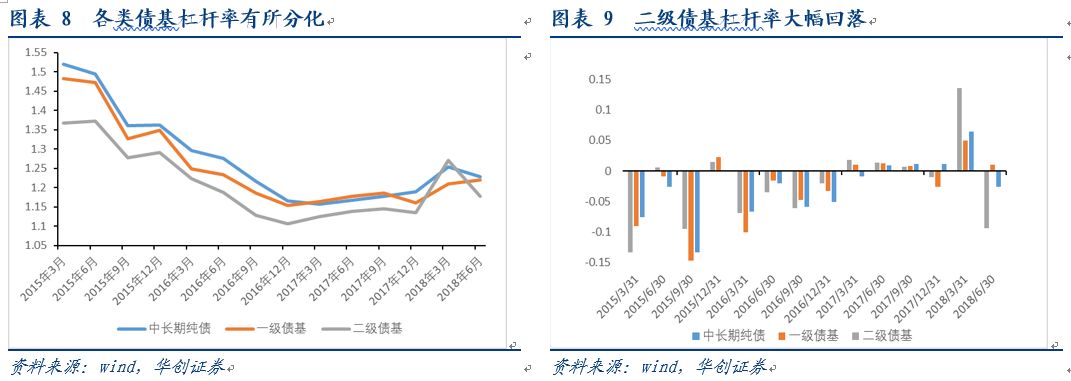 图表 8 各类债基杠杆率有所分化
1.55
1.5
1.45
1.4
1.35
1.3
1.25
1.2
1.15
1.1
1.05
2015年3月
2015年6月
2015年9月
2015年12月
2016年3月
2016年6月
2016年9月
2016年12月
2017年3月
2017年6月
2017年9月
2017年12月
2018年3月
2018年6月
中长期纯债 一级债基 二级债基
资料来源：wind，华创证券
图表 9 二级债基杠杆率大幅回落
0.15
0.1
0.05
0
-0.05
-0.1
-0.15
2015/3/31
2015/6/30
2015/9/30
2015/12/31
2016/3/31
2016/6/30
2016/9/30
2016/12/31
2017/3/31
2017/6/30
2017/9/30
2017/12/31
2018/3/31
2018/6/30
中长期纯债 一级债基 二级债基
资料来源：wind，华创证券